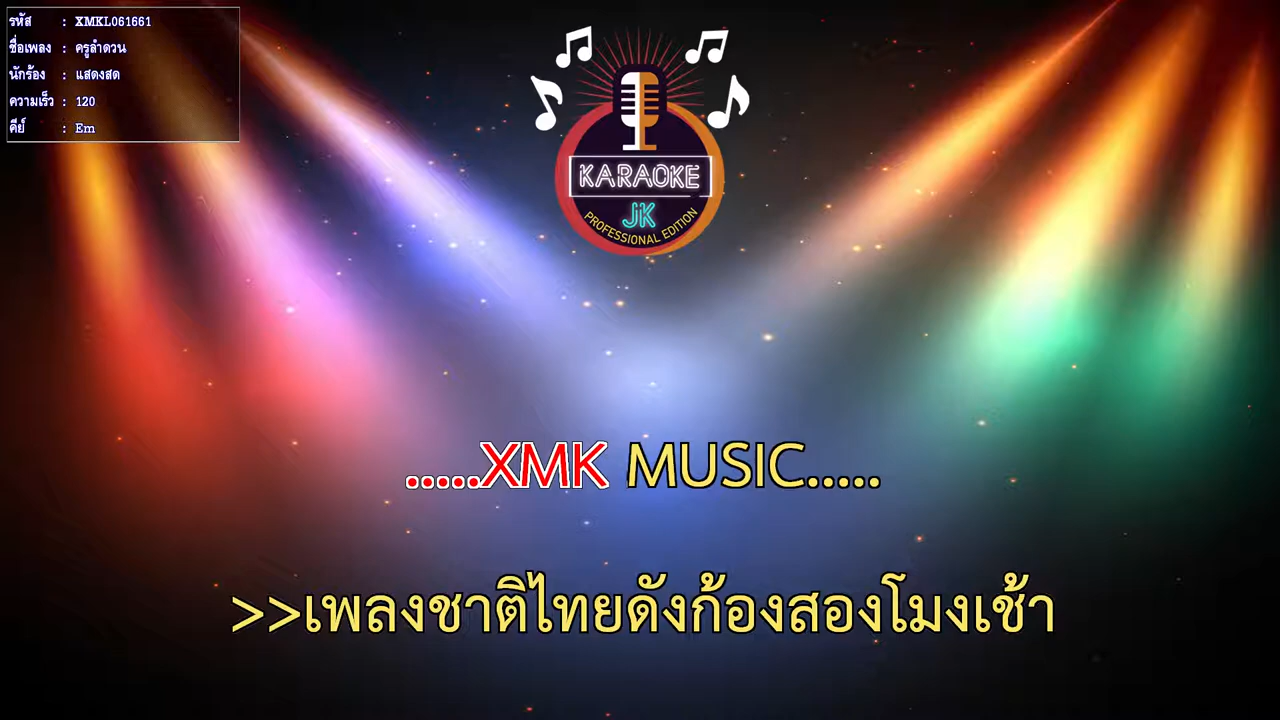 รหัส : XMKL061661
ชื่อเพลง : ครูลำดวน
นักร้อง : แสดงสด
ความเร็ว : 120
คีย์ : Em
KARAOKE
JK
PROFESSIONAL EDITION
.....XMK MUSIC.....
>>เพลงชาติไทยดังก้องสองโมงเช้า